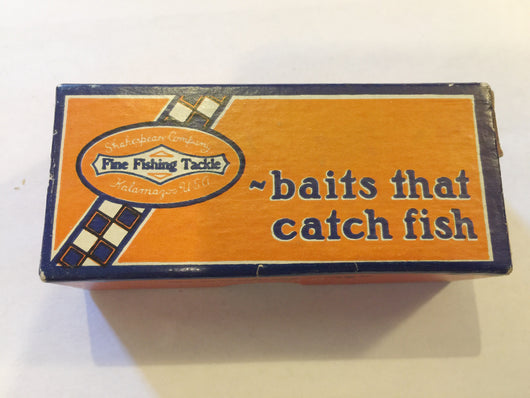 Shakespeare Company
Fine Fishing Tackle
Kalamazoo U.S.A.
~baits that
catch fish